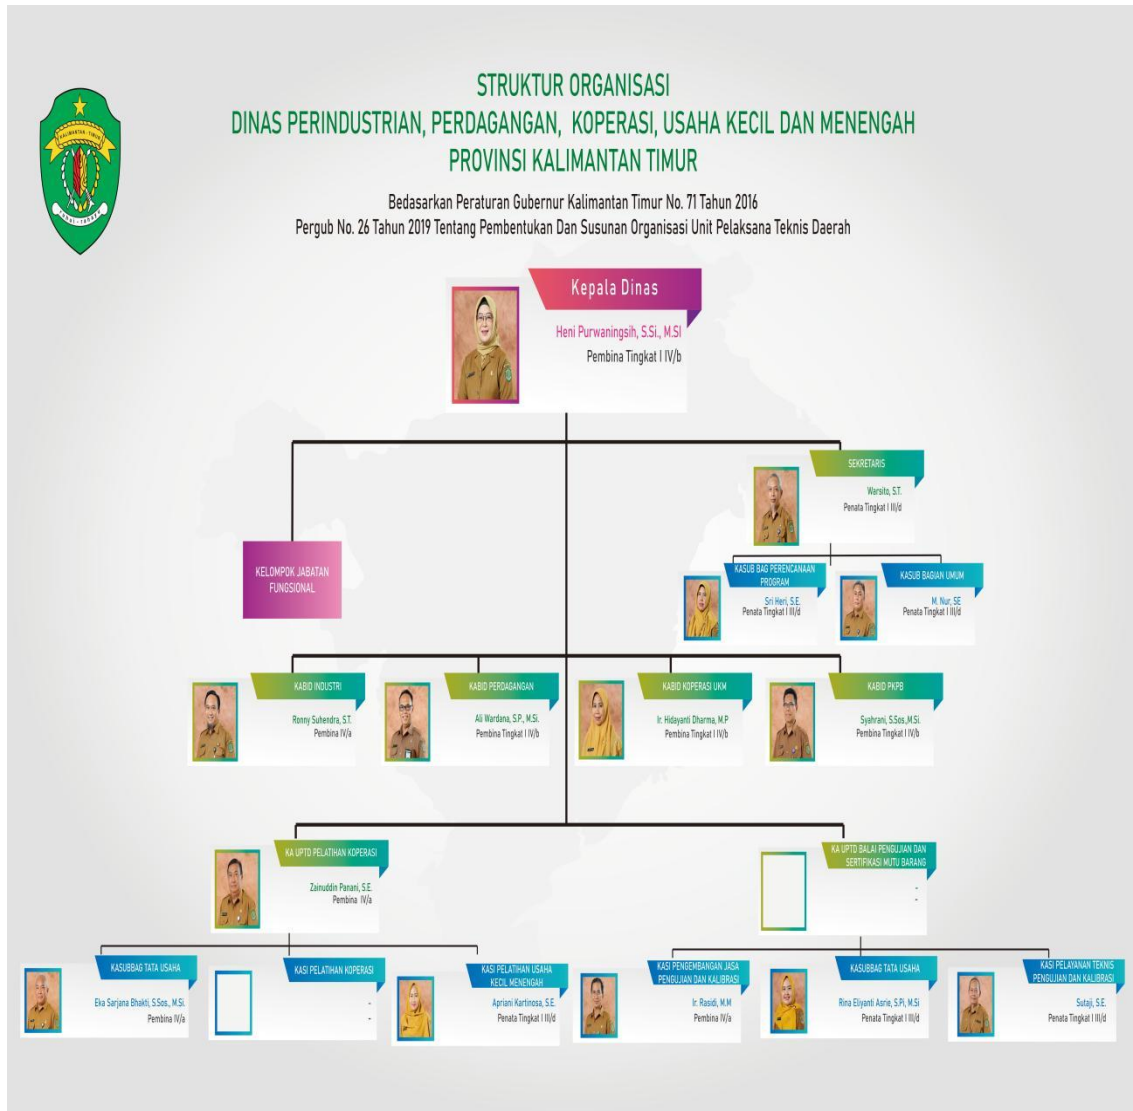 STRUKTUR ORGANISASI
DINAS PERINDUSTRIAN, PERDAGANGAN, KOPERASI, USAHA KECIL DAN MENENGAH
PROVINSI KALIMANTAN TIMUR
Bedasarkan Peraturan Gubernur Kalimantan Timur No. 71 Tahun 2016
Pergub No. 26 Tahun 2019 Tentang Pembentukan Dan Susunan Organisasi Unit Pelaksana Teknis Daerah
KALIMANTAN - TIMUR
Kepala Dinas
Heni Purwaningsih, S.Si., M.SI
Pembina Tingkat I IV/b
SEKRETARIS
Warsito, S.T.
Penata Tingkat I III/d
KELOMPOK JABATAN
FUNGSIONAL
KASUB BAG PERENCANAAN
PROGRAM
Sri Heri, S.E.
Penata Tingkat I III/d
KASUB BAGIAN UMUM
M. Nur, SE
Penata Tingkat I III/d
KABID INDUSTRI
Ronny Suhendra, S.T.
Pembina IV/a
KABID PERDAGANGAN
Ali Wardana, S.P., M.Si.
Pembina Tingkat I IV/b
KABID KOPERASI UKM
Ir. Hidayanti Dharma, M.P
Pembina Tingkat I IV/b
KABID PKPB
Syahrani, S.Sos.,M.Si.
Pembina Tingkat I IV/b
KA UPTD PELATIHAN KOPERASI
Zainuddin Panani, S.E.
Pembina IV/a
KA UPTD BALAI PENGUJIAN DAN
SERTIFIKASI MUTU BARANG
-
-
KASUBBAG TATA USAHA
Eka Sarjana Bhakti, S.Sos., M.Si.
Pembina IV/a
KASI PELATIHAN KOPERASI
-
-
KASI PELATIHAN USAHA
KECIL MENENGAH
Apriani Kartinosa, S.E.
Penata Tingkat I III/d
KASI PENGEMBANGAN JASA
PENGUJIAN DAN KALIBRASI
Ir. Rasidi, M.M
Pembina IV/a
KASUBBAG TATA USAHA
Rina Eliyanti Asrie, S.PI, M.Si
Penata Tingkat I III/d
KASI PELAYANAN TEKNIS
PENGUJIAN DAN KALIBRASI
Sutaji, S.E.
Penata Tingkat I III/d